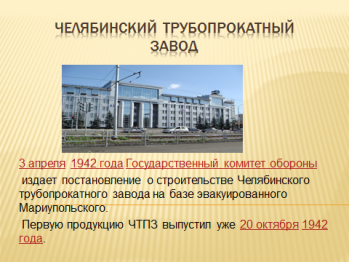 ЧЕЛЯБИНСКИЙ ТРУБОПРОКАТНЫЙ
ЗАВОД
3 апреля 1942 года Государственный комитет обороны
издает постановление о строительстве Челябинского
трубопрокатного завода на базе эвакуированного
Мариупольского.
Первую продукцию ЧТПЗ выпустил уже 20 октября 1942
года.